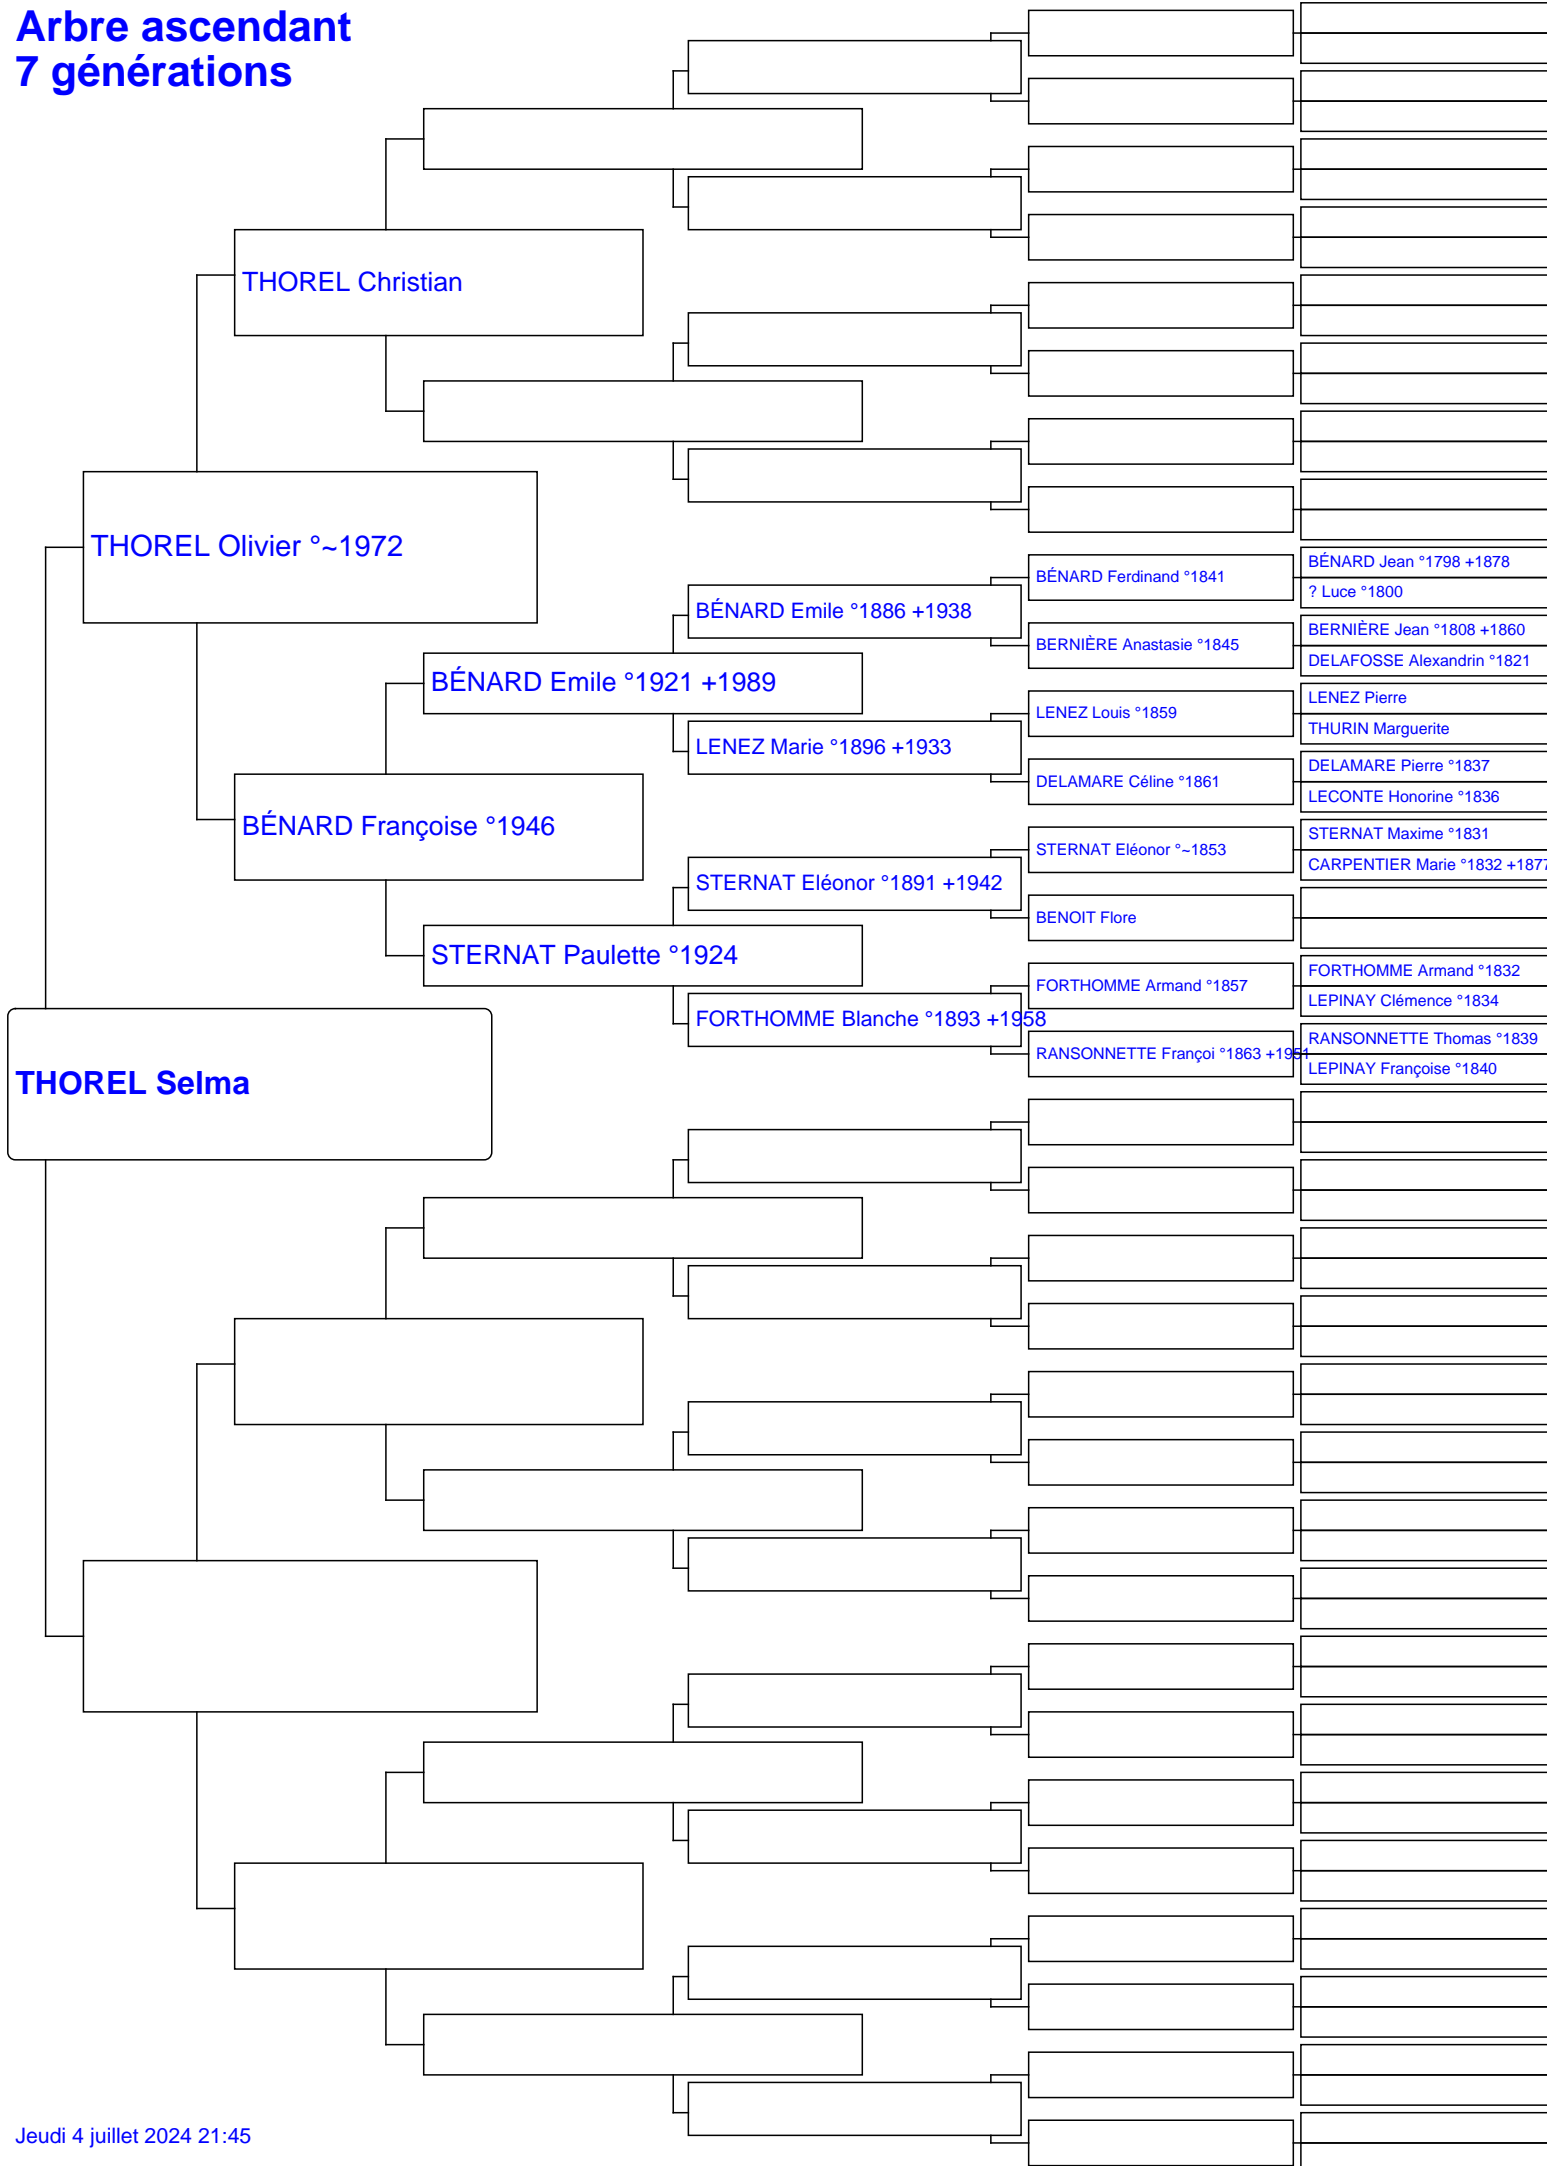 Arbre ascendant
7 générations
THOREL Christian
THOREL Olivier °~1972
BÉNARD Jean °1798 +1878
BÉNARD Ferdinand °1841
? Luce °1800
BÉNARD Emile °1886 +1938
BERNIÈRE Jean °1808 +1860
BERNIÈRE Anastasie °1845
DELAFOSSE Alexandrin °1821
BÉNARD Emile °1921 +1989
LENEZ Pierre
LENEZ Louis °1859
THURIN Marguerite
LENEZ Marie °1896 +1933
DELAMARE Pierre °1837
DELAMARE Céline °1861
LECONTE Honorine °1836
BÉNARD Françoise °1946
STERNAT Maxime °1831
STERNAT Eléonor °~1853
CARPENTIER Marie °1832 +1877
STERNAT Eléonor °1891 +1942
BENOIT Flore
STERNAT Paulette °1924
FORTHOMME Armand °1832
FORTHOMME Armand °1857
LEPINAY Clémence °1834
FORTHOMME Blanche °1893 +1958
RANSONNETTE Thomas °1839
RANSONNETTE Françoi °1863 +1951
LEPINAY Françoise °1840
THOREL Selma
Jeudi 4 juillet 2024 21:45